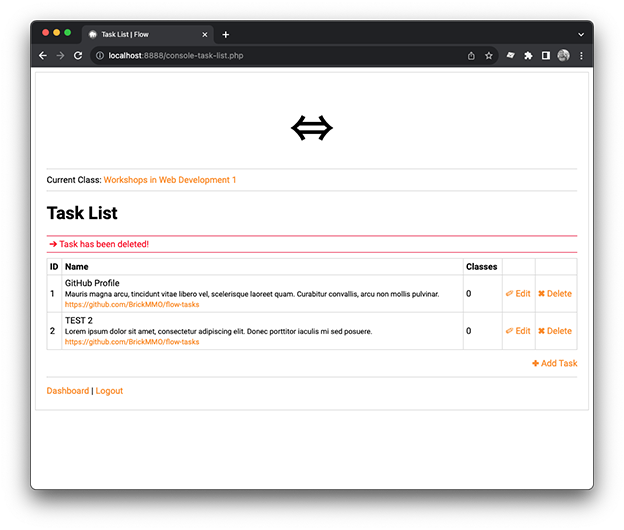 Task List | Flow
localhost:8888/console-task-list.php
Current Class: Workshops in Web Development 1
Task List
➔ Task has been deleted!
ID Name Classes
GitHub Profile
1 Mauris magna arcu, tincidunt vitae libero vel, scelerisque laoreet quam. Curabitur convallis, arcu non mollis pulvinar. 0 ✐ Edit ✖ Delete
https://github.com/BrickMMO/flow-tasks
TEST 2
2 Lorem ipsum dolor sit amet, consectetur adipiscing elit. Donec porttitor iaculis mi sed posuere. 0 ✐ Edit ✖ Delete
https://github.com/BrickMMO/flow-tasks
✚ Add Task
Dashboard | Logout